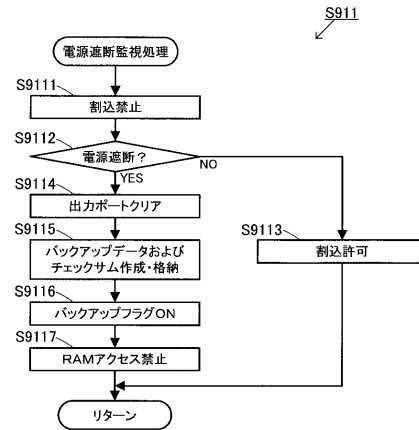 S911
電源遮断監視処理
S9111
割込禁止
S9112
電源遮断？
NO
YES
S9114
出力ポートクリア
S9115
バックアップデータおよび
チェックサム作成・格納
S9113
割込許可
S9116
バックアップフラグON
S9117
RAMアクセス禁止
リターン